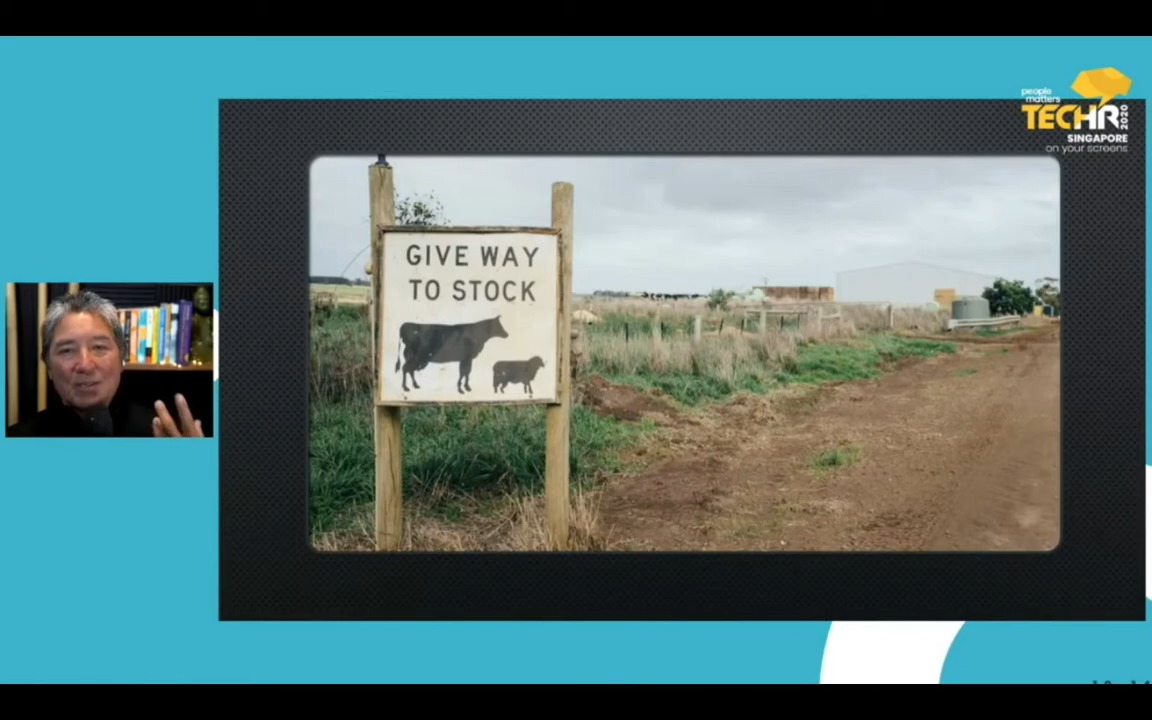 people
matters
TECHR
2020
SINGAPORE
on your screens
GIVE WAY
TO STOCK